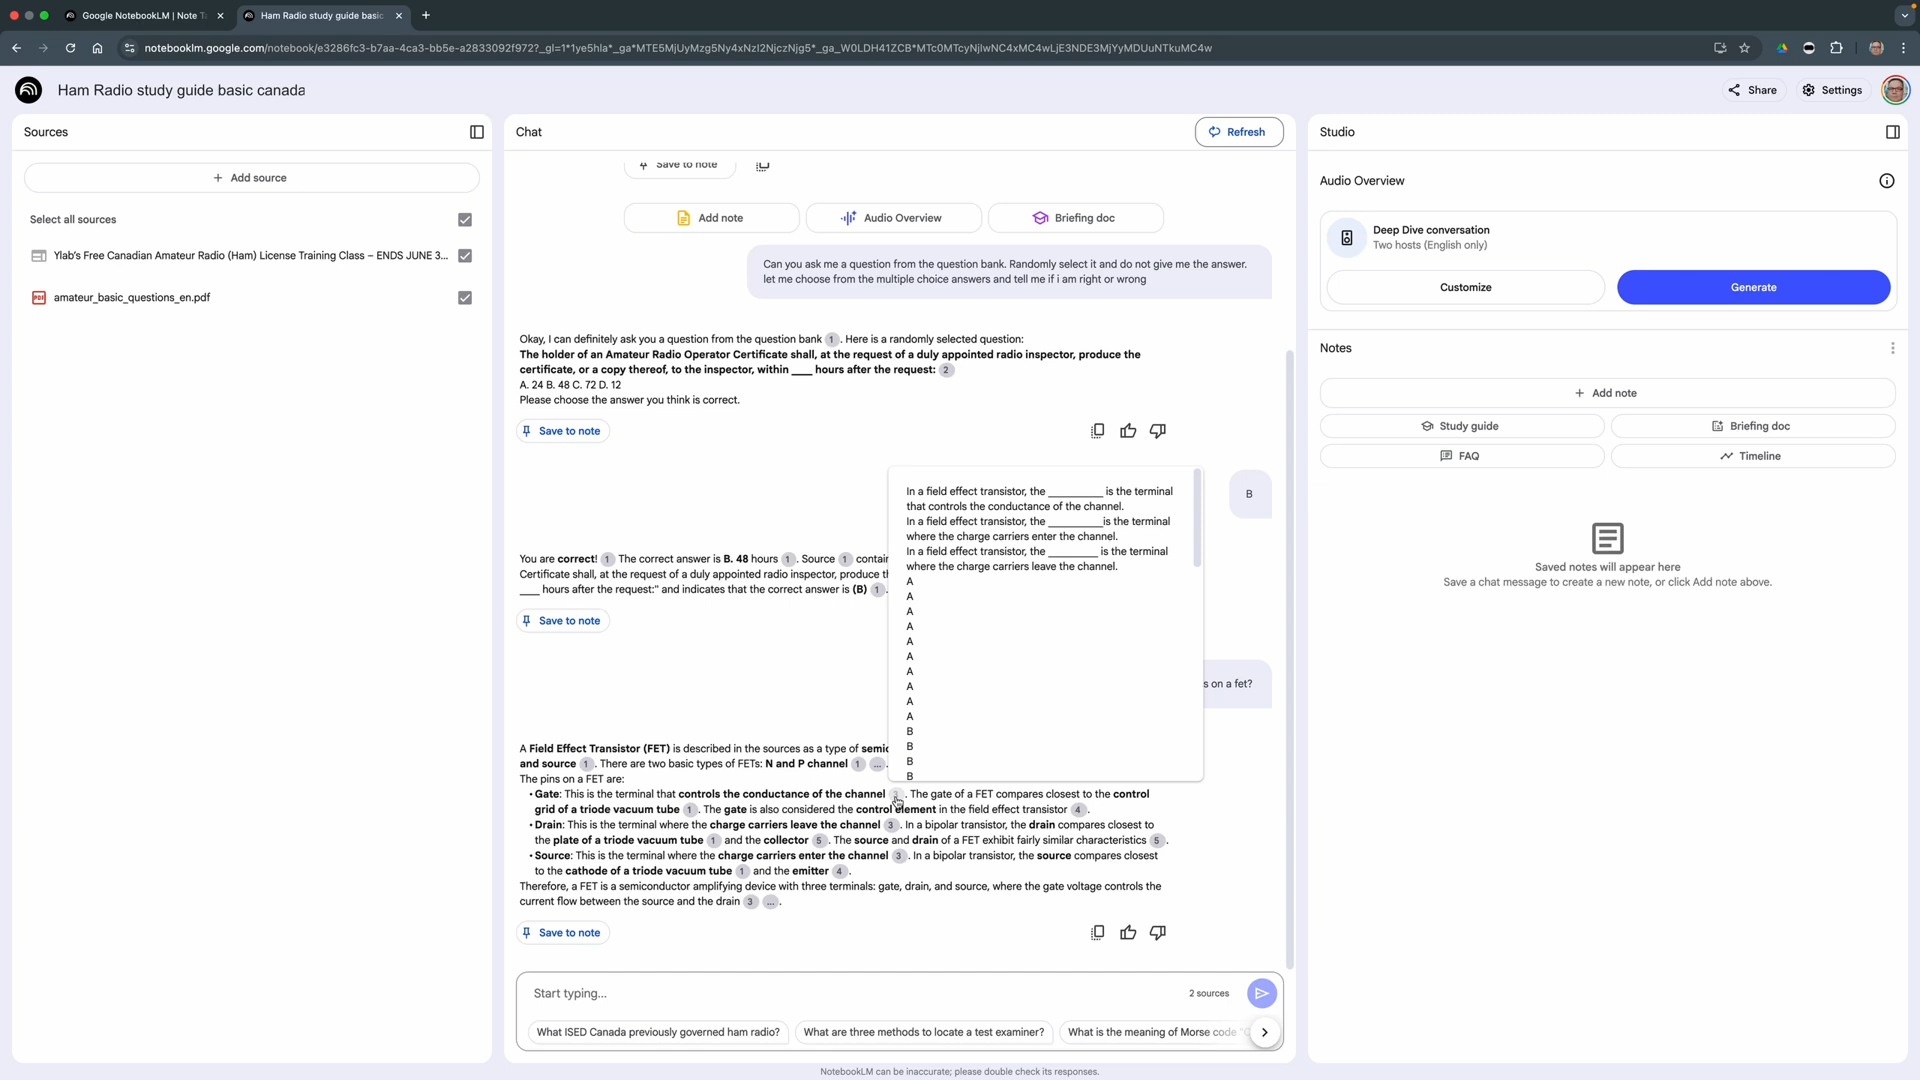 Google NotebookLM | Note T
Ham Radio study guide basic
notebooklm.google.com/notebook/e3286fc3-b7aa-4ca3-bb5e-a2833092f972?_gl=1*1ye5hla*_ga*MTE5MjUyMzg5Ny4xNzI2NjczNjg5*_ga_W0LDH41ZCB*MTc0MTcyNjIwNC4xMC4wLjE3NDE3MjYyMDUuNTkuMC4w
Ham Radio study guide basic canada
Share
Settings
Sources
Add source
Select all sources
Ylab's Free Canadian Amateur Radio (Ham) License Training Class – ENDS JUNE 3...
amateur_basic_questions_en.pdf
Chat
Refresh
Save to note
Add note
Audio Overview
Briefing doc
Can you ask me a question from the question bank. Randomly select it and do not give me the answer.
let me choose from the multiple choice answers and tell me if i am right or wrong
Okay, I can definitely ask you a question from the question bank 1 . Here is a randomly selected question:
The holder of an Amateur Radio Operator Certificate shall, at the request of a duly appointed radio inspector, produce the
certificate, or a copy thereof, to the inspector, within ____ hours after the request: 2
A. 24 B. 48 C. 72 D. 12
Please choose the answer you think is correct.
Save to note
B
You are correct! 1 The correct answer is B. 48 hours 1 . Source 1 contain
Certificate shall, at the request of a duly appointed radio inspector, produce th
____ hours after the request:" and indicates that the correct answer is (B) 1 .
Save to note
In a field effect transistor, the __________ is the terminal
that controls the conductance of the channel.
In a field effect transistor, the __________is the terminal
where the charge carriers enter the channel.
In a field effect transistor, the _________ is the terminal
where the charge carriers leave the channel.
A
A
A
A
A
A
A
A
A
A
B
B
B
B
s on a fet?
A Field Effect Transistor (FET) is described in the sources as a type of semic
and source 1 . There are two basic types of FETs: N and P channel 1 ... .
The pins on a FET are:
• Gate: This is the terminal that controls the conductance of the channel 3 . The gate of a FET compares closest to the control
grid of a triode vacuum tube 1 . The gate is also considered the control element in the field effect transistor 4 .
• Drain: This is the terminal where the charge carriers leave the channel 3 . In a bipolar transistor, the drain compares closest to
the plate of a triode vacuum tube 1 and the collector 5 . The source and drain of a FET exhibit fairly similar characteristics 5 .
• Source: This is the terminal where the charge carriers enter the channel 3 . In a bipolar transistor, the source compares closest
to the cathode of a triode vacuum tube 1 and the emitter 4 .
Therefore, a FET is a semiconductor amplifying device with three terminals: gate, drain, and source, where the gate voltage controls the
current flow between the source and the drain 3 ... .
Save to note
Start typing...
2 sources
What ISED Canada previously governed ham radio?
What are three methods to locate a test examiner?
What is the meaning of Morse code
NotebookLM can be inaccurate; please double check its responses.
Studio
Audio Overview
Deep Dive conversation
Two hosts (English only)
Customize
Generate
Notes
Add note
Study guide
Briefing doc
FAQ
Timeline
Saved notes will appear here
Save a chat message to create a new note, or click Add note above.